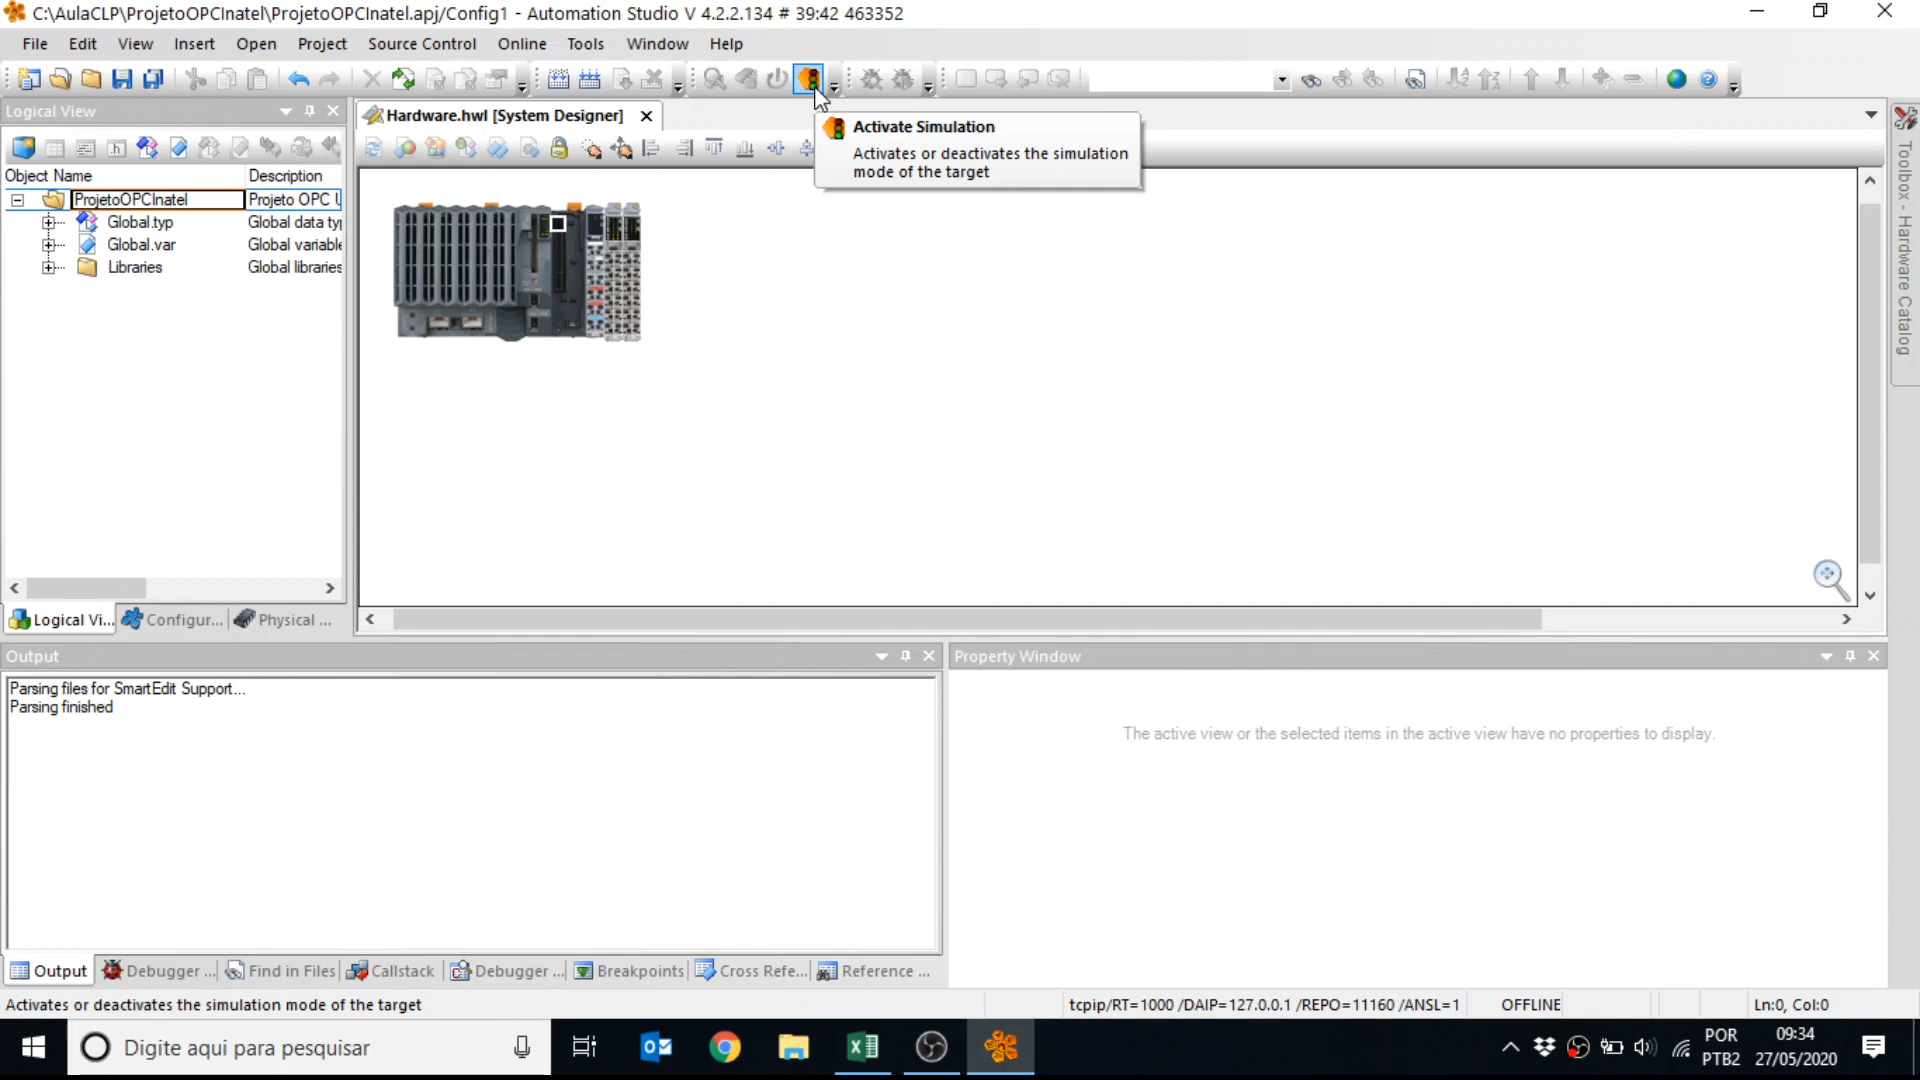 C:\AulaCLP\ProjetoOPCInatel\ProjetoOPCInatel.apj/Config1 - Automation Studio V 4.2.2.134 # 39:42 463352
File Edit View Insert Open Project Source Control Online Tools Window Help
Logical View
Hardware.hwl [System Designer]
Activate Simulation
Activates or deactivates the simulation
mode of the target
Object Name Description
ProjetoOPCInatel Projeto OPC U
Global.typ Global data typ
Global.var Global variable
Libraries Global libraries
Toolbox - Hardware Catalog
Logical Vi... Configur... Physical ...
Output
Parsing files for SmartEdit Support...
Parsing finished
Property Window
The active view or the selected items in the active view have no properties to display.
Output Debugger ... Find in Files Callstack Debugger ... Breakpoints Cross Refe... Reference ...
Activates or deactivates the simulation mode of the target tcpip/RT=1000 /DAIP=127.0.0.1 /REPO=11160 /ANSL=1 OFFLINE Ln:0, Col:0
Digite aqui para pesquisar
POR 09:34
PTB2 27/05/2020